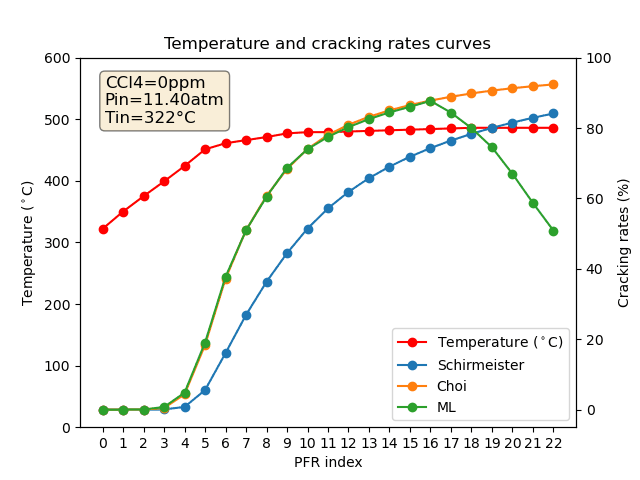 Temperature and cracking rates curves
CCl4=0ppm
Pin=11.40atm
Tin=322°C
600
500
400
300
200
100
0
Temperature (°C)
100
80
60
40
20
0
Cracking rates (%)
Temperature (°C)
Schirmeister
Choi
ML
0 1 2 3 4 5 6 7 8 9 10 11 12 13 14 15 16 17 18 19 20 21 22
PFR index